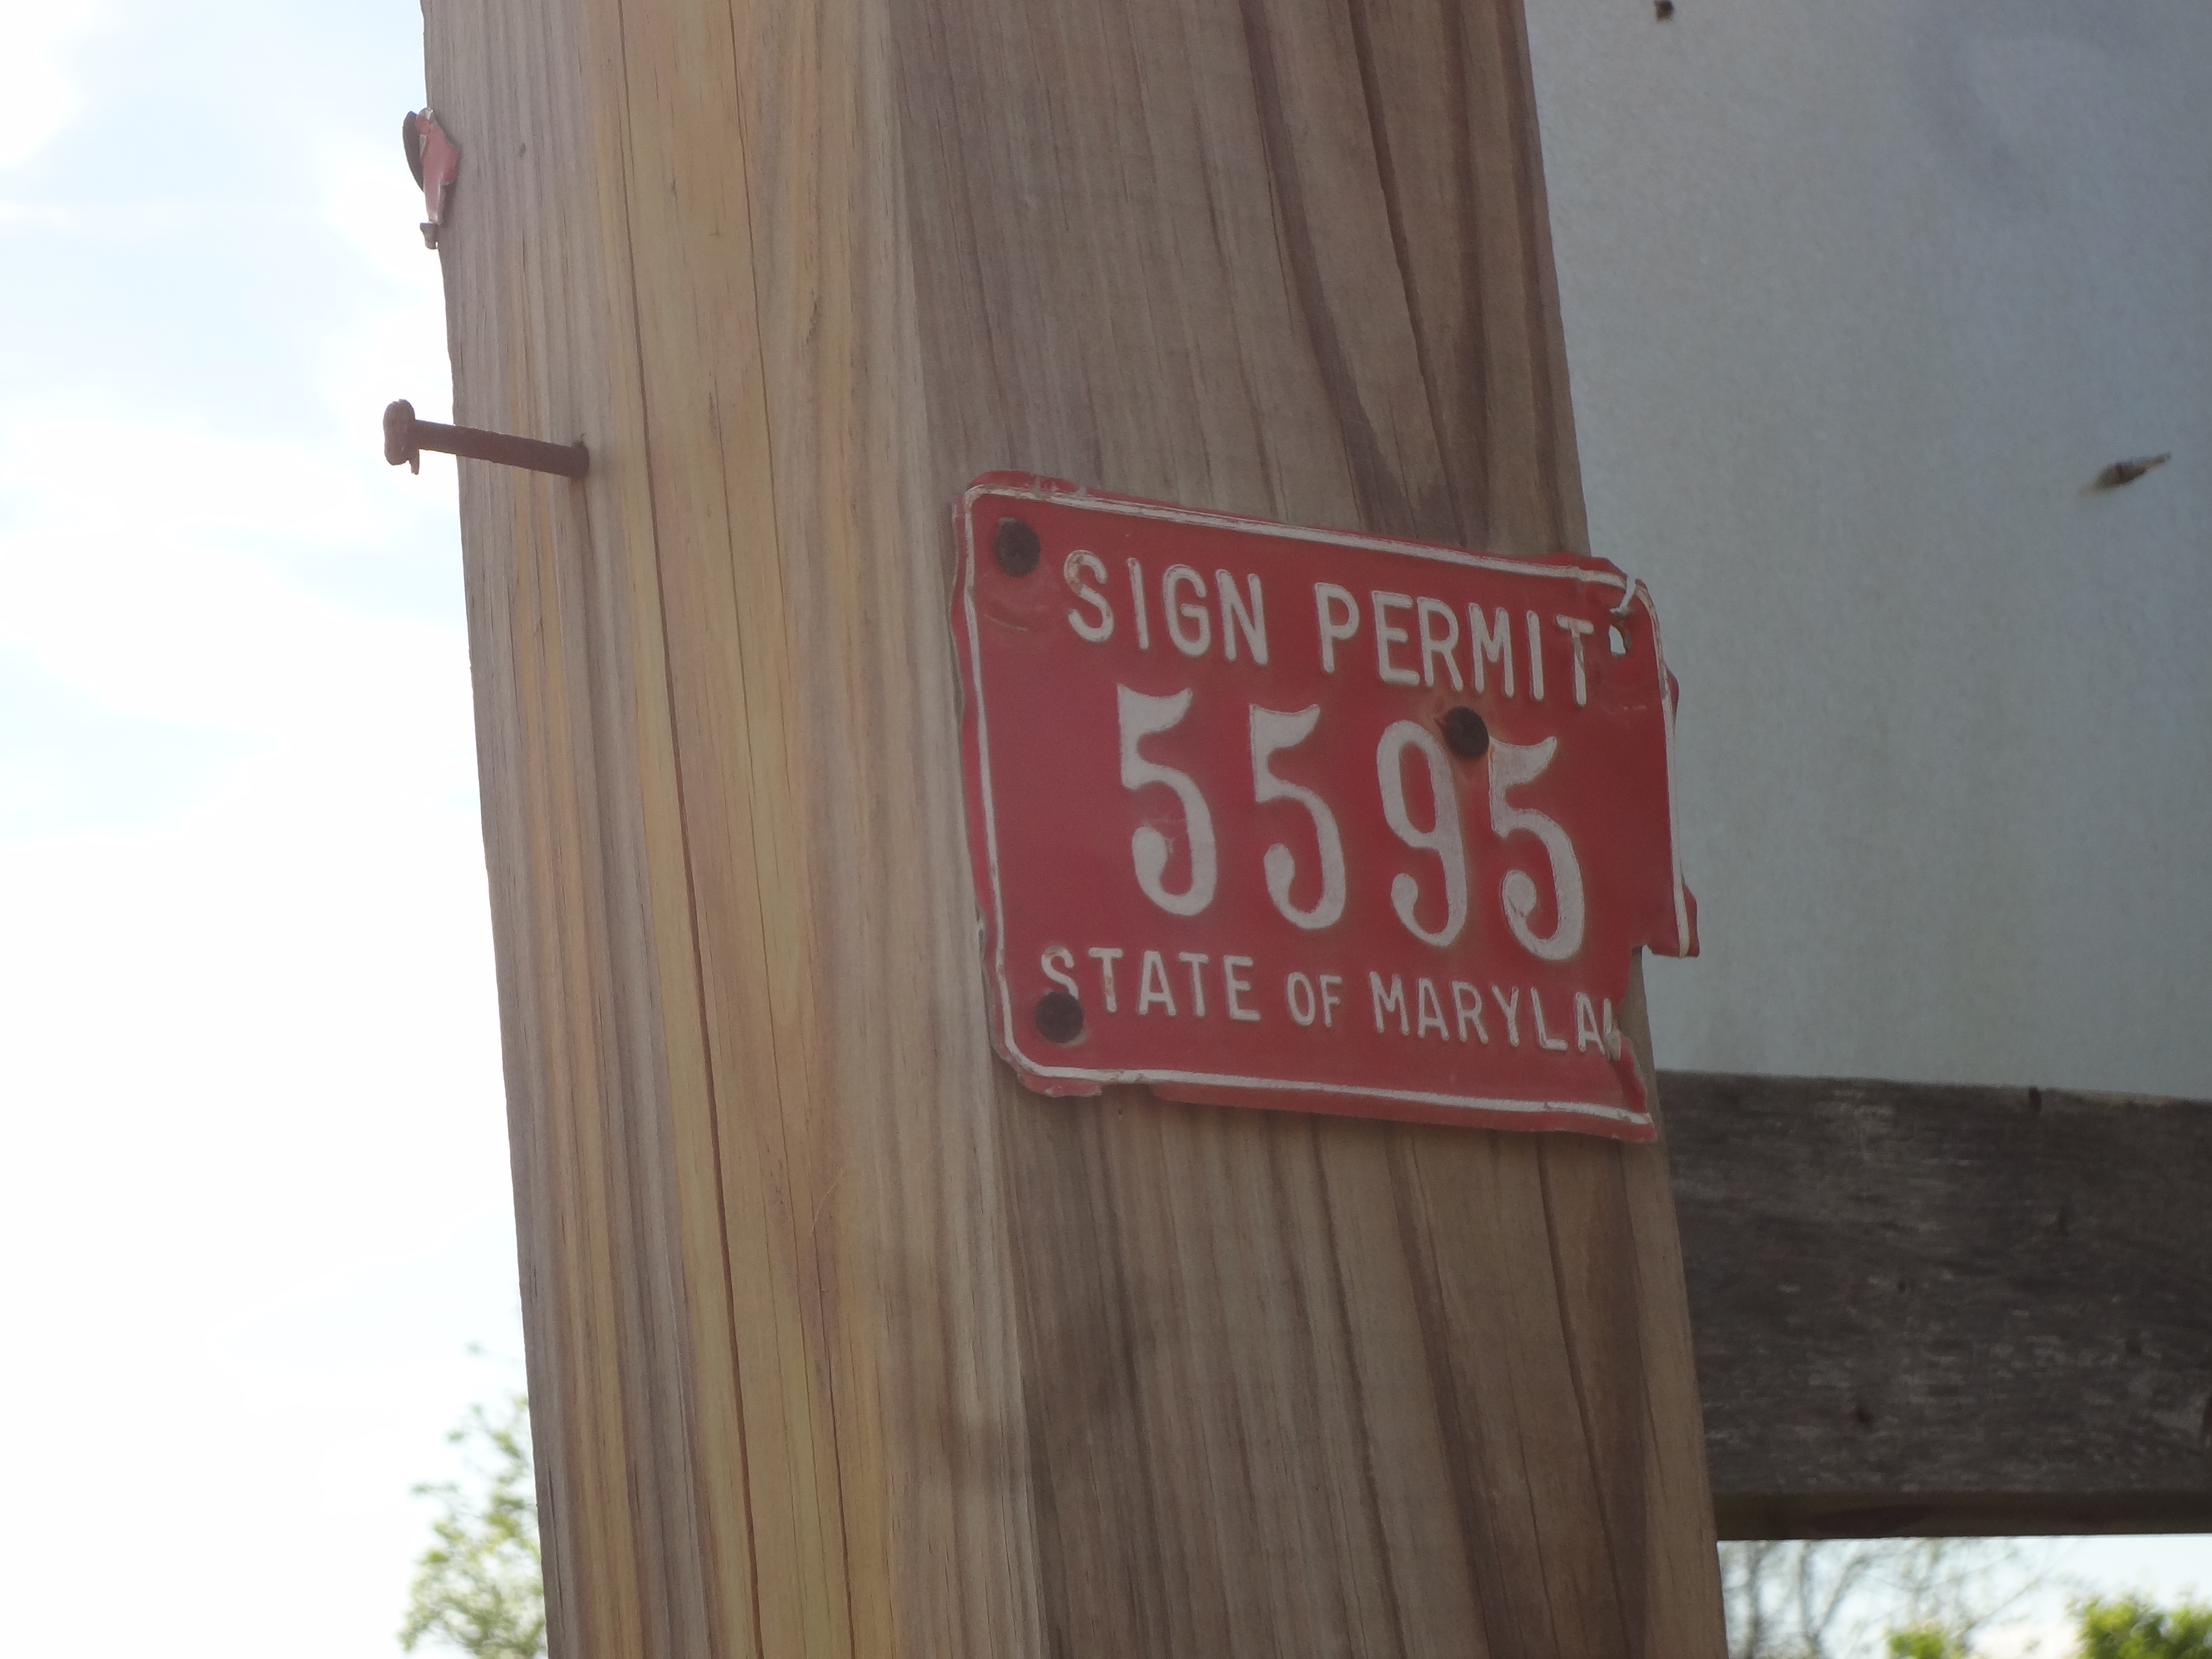 SIGN PERMIT
5595
STATE OF MARYLA